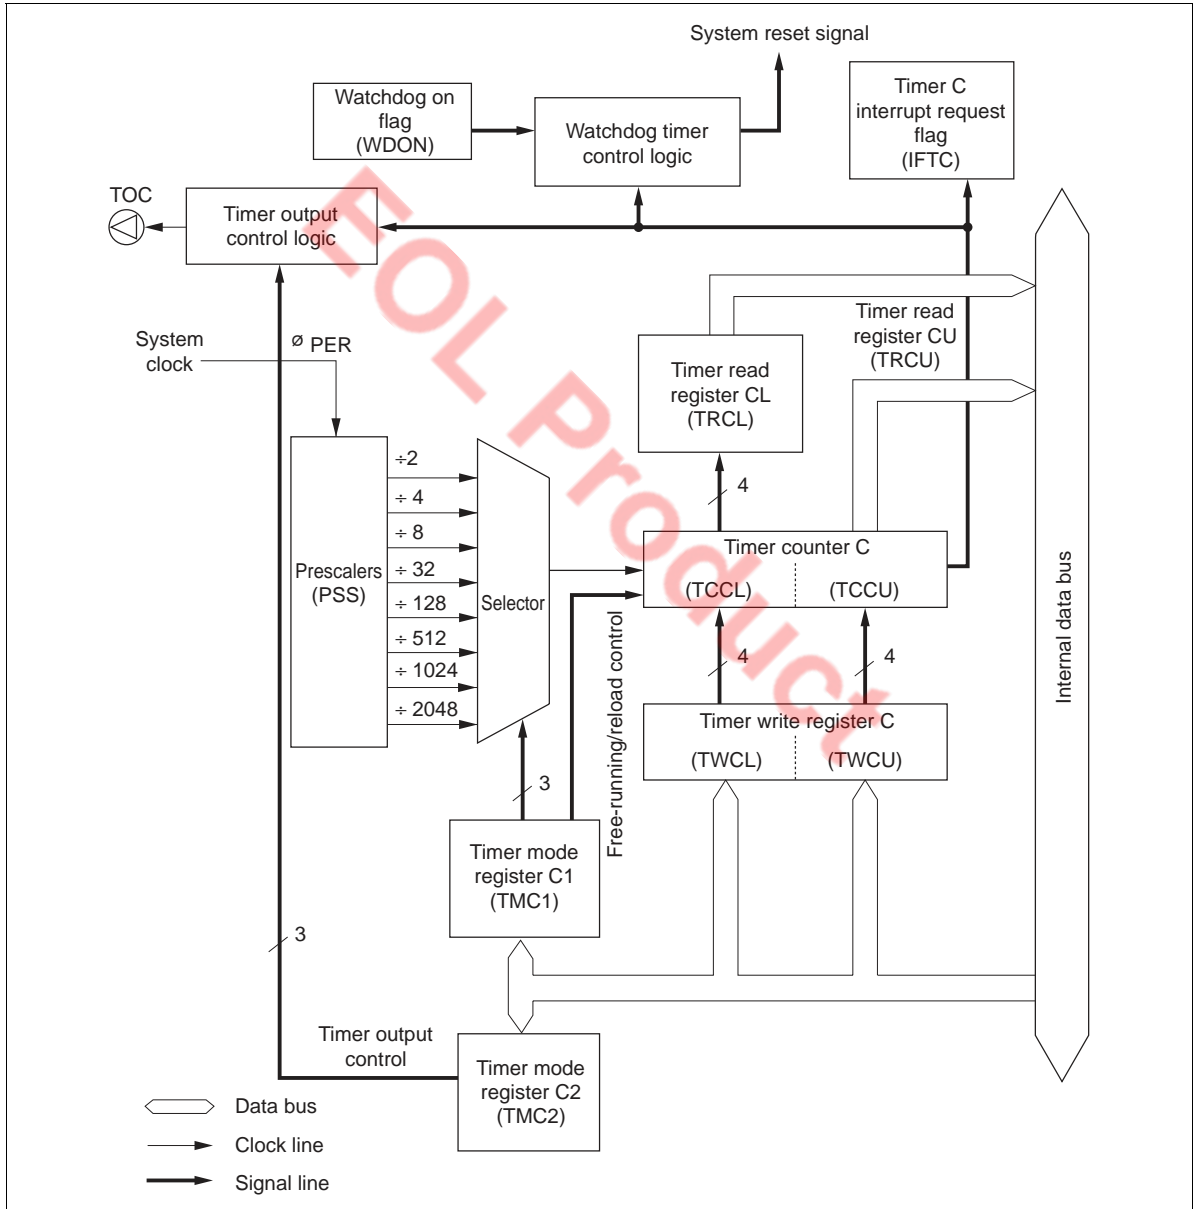 System reset signal
Watchdog on
flag
(WDON)
Watchdog timer
control logic
Timer C
interrupt request
flag
(IFTC)
TOC
Timer output
control logic
System
clock
ø PER
Timer read
register CU
(TRCU)
Timer read
register CL
(TRCL)
4
Prescalers
(PSS)
÷2
÷ 4
÷ 8
÷ 32
÷ 128
÷ 512
÷ 1024
÷ 2048
Selector
Timer counter C
(TCCL)
(TCCU)
4
4
Timer write register C
(TWCL)
(TWCU)
Free-running/reload control
Internal data bus
3
Timer mode
register C1
(TMC1)
3
Timer output
control
Timer mode
register C2
(TMC2)
Data bus
Clock line
Signal line
EOL Product